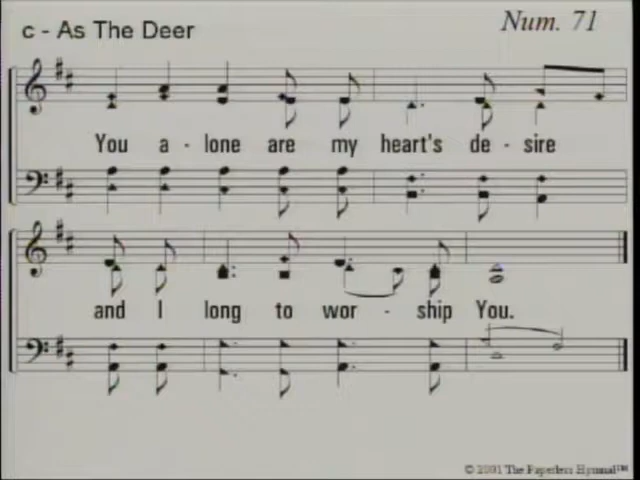 c - As The Deer
Num. 71
You a - lone are my heart's de - sire
and I long to wor - ship You.
© 2001 The Paperless Hymnal™